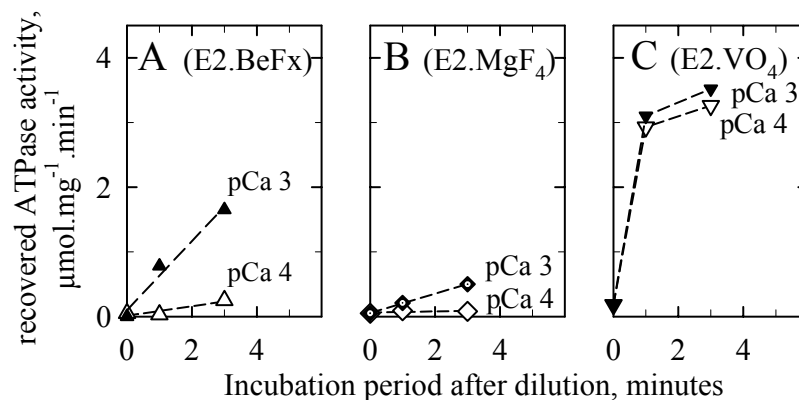 recovered ATPase activity,
µmol.mg⁻¹.min⁻¹
4
2
0
A (E2.BeFx)
pCa 3
pCa 4
0 2 4
B (E2.MgF₄)
pCa 3
pCa 4
0 2 4
C (E2.VO₄)
pCa 3
pCa 4
0 2 4
Incubation period after dilution, minutes